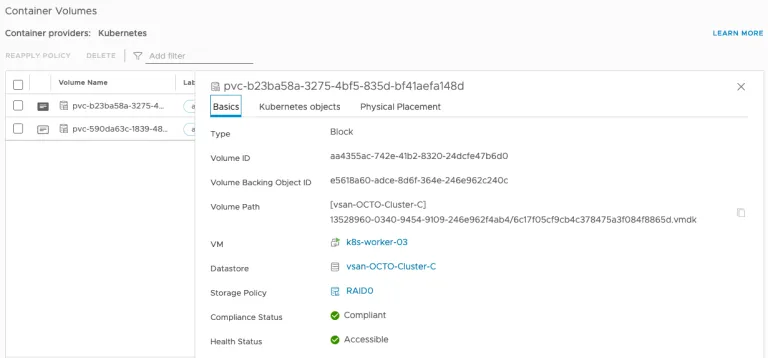 Container Volumes
Container providers: Kubernetes
LEARN MORE
REAPPLY POLICY DELETE Add filter
Volume Name
pvc-b23ba58a-3275-4...
pvc-590da63c-1839-48...
pvc-b23ba58a-3275-4bf5-835d-bf41aefa148d
Basics Kubernetes objects Physical Placement
Type Block
Volume ID aa4355ac-742e-41b2-8320-24dcfe47b6d0
Volume Backing Object ID e5618a60-adce-8d6f-364e-246e962c240c
Volume Path [vsan-OCTO-Cluster-C]
13528960-0340-9454-9109-246e962f4ab4/6c17f05cf9cb4c378475a3f084f8865d.vmdk
VM k8s-worker-03
Datastore vsan-OCTO-Cluster-C
Storage Policy RAID0
Compliance Status Compliant
Health Status Accessible